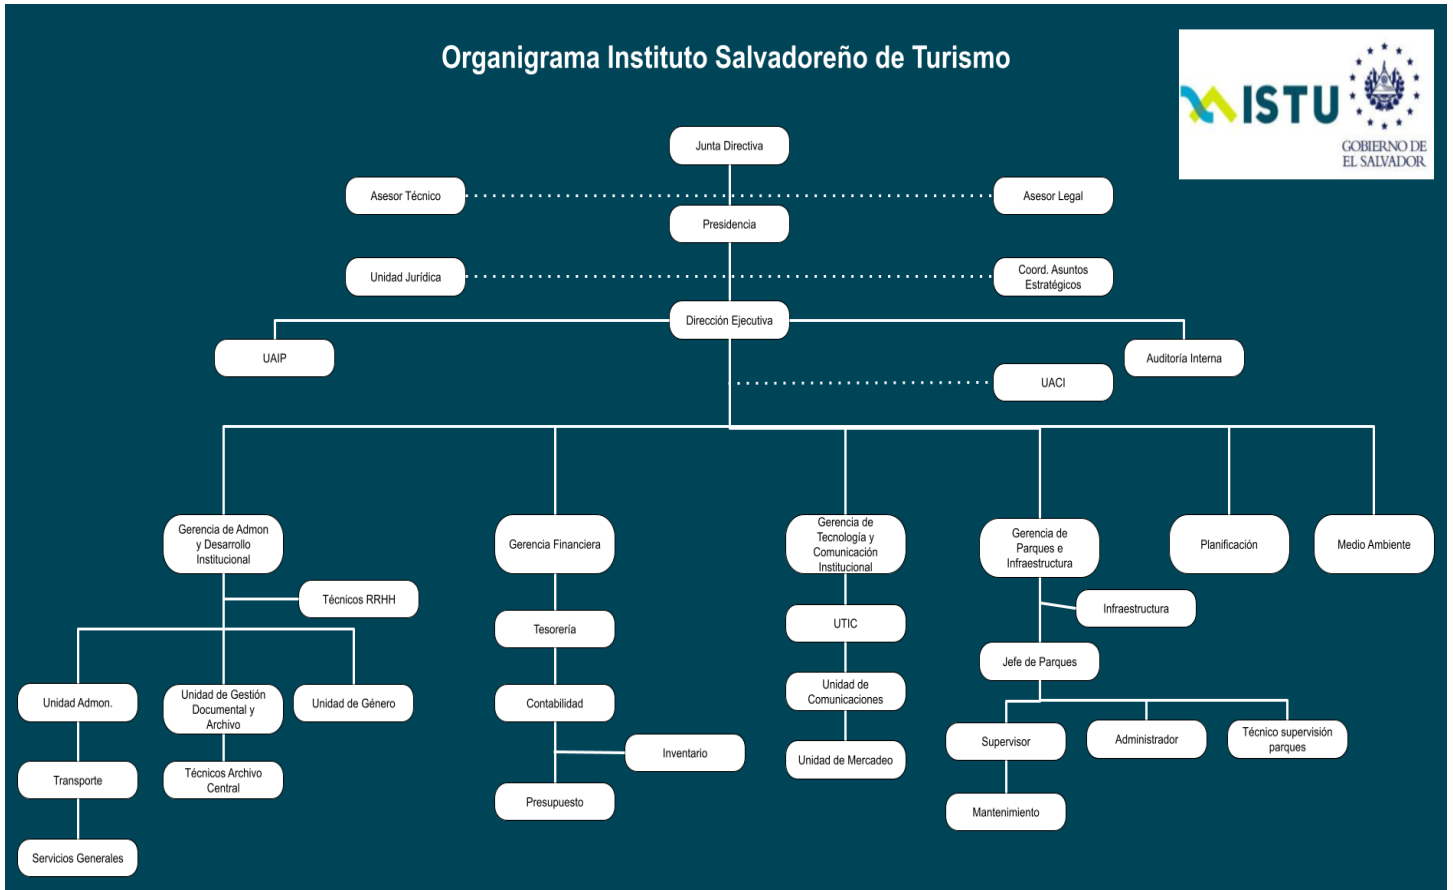 Organigrama Instituto Salvadoreño de Turismo
ISTU
GOBIERNO DE
EL SALVADOR
Junta Directiva
Asesor Técnico
Asesor Legal
Presidencia
Unidad Jurídica
Coord. Asuntos
Estratégicos
Dirección Ejecutiva
UAIP
Auditoría Interna
UACI
Gerencia de Admon
y Desarrollo
Institucional
Gerencia Financiera
Gerencia de
Tecnología y
Comunicación
Institucional
Gerencia de
Parques e
Infraestructura
Planificación
Medio Ambiente
Técnicos RRHH
Infraestructura
Tesorería
UTIC
Jefe de Parques
Unidad Admon.
Unidad de Gestión
Documental y
Archivo
Unidad de Género
Contabilidad
Unidad de
Comunicaciones
Supervisor
Administrador
Técnico supervisión
parques
Inventario
Unidad de Mercadeo
Transporte
Técnicos Archivo
Central
Presupuesto
Mantenimiento
Servicios Generales